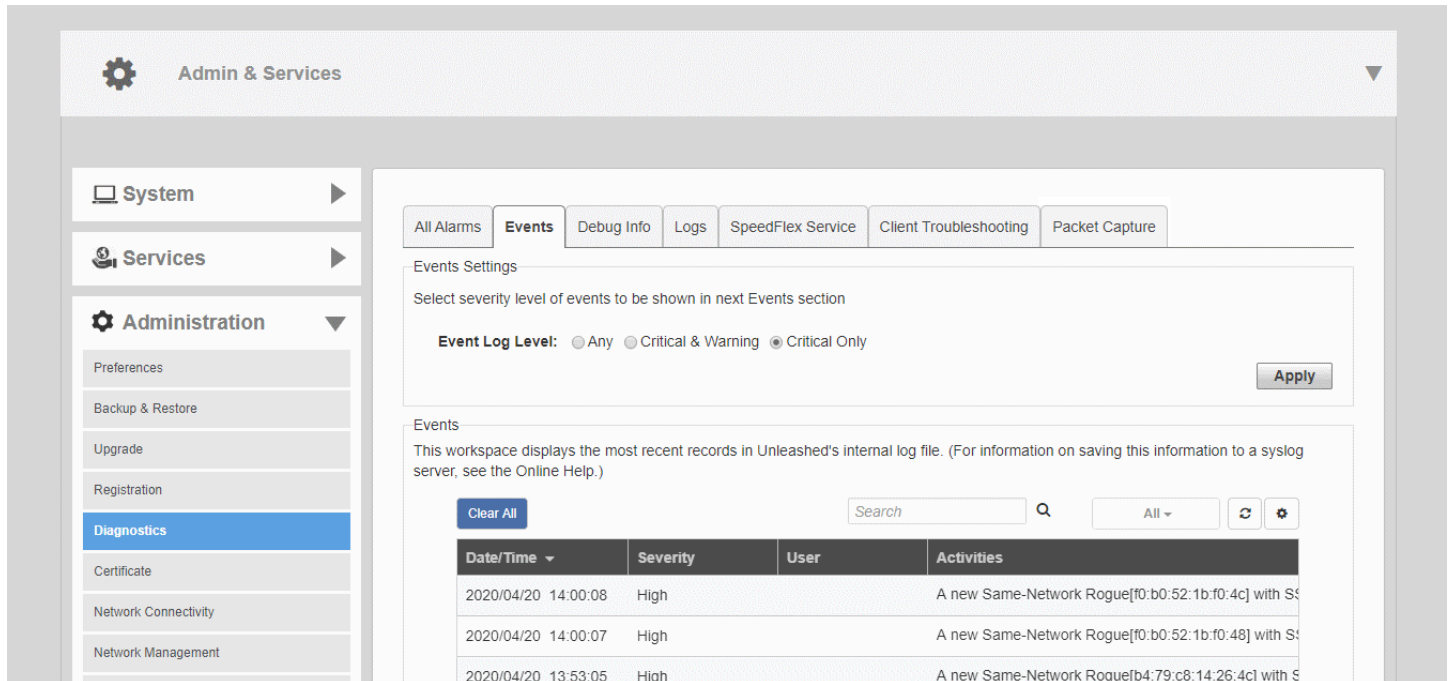 Admin & Services
System
Services
Administration
Preferences
Backup & Restore
Upgrade
Registration
Diagnostics
Certificate
Network Connectivity
Network Management
All Alarms Events Debug Info Logs SpeedFlex Service Client Troubleshooting Packet Capture
Events Settings
Select severity level of events to be shown in next Events section
Event Log Level: Any Critical & Warning Critical Only
Apply
Events
This workspace displays the most recent records in Unleashed's internal log file. (For information on saving this information to a syslog
server, see the Online Help.)
Clear All Search All
Date/Time Severity User Activities
2020/04/20 14:00:08 High A new Same-Network Rogue[f0:b0:52:1b:f0:4c] with
2020/04/20 14:00:07 High A new Same-Network Rogue[f0:b0:52:1b:f0:48] with
2020/04/20 13:53:05 High A new Same-Network Rogue[b4:79:c8:14:26:4c] with